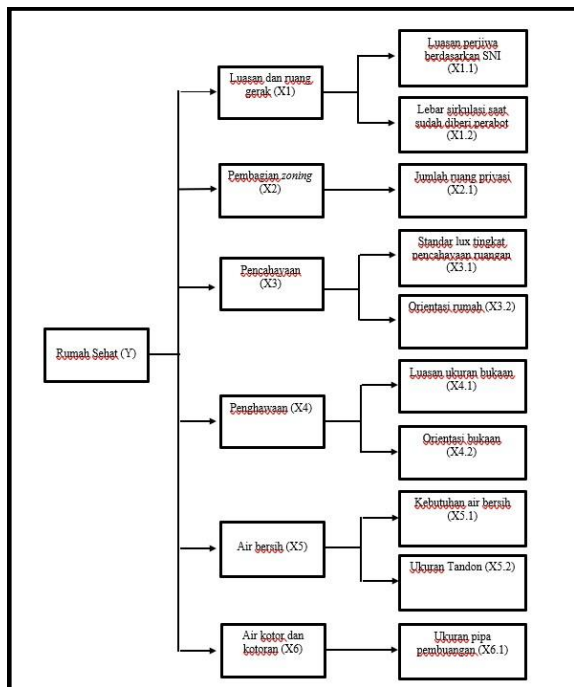 Luasan perjiwa
berdasarkan SNI
(X1.1)
Luasan dan ruang
gerak (X1)
Lebar sirkulasi saat
sudah diberi perabot
(X1.2)
Pembagian zoning
(X2)
Jumlah ruang privasi
(X2.1)
Standar lux tingkat
pencahayaan ruangan
(X3.1)
Pencahayaan
(X3)
Orientasi rumah (X3.2)
Rumah Sehat (Y)
Luasan ukuran bukaan
(X4.1)
Penghawaan (X4)
Orientasi bukaan
(X4.2)
Kebutuhan air bersih
(X5.1)
Air bersih (X5)
Ukuran Tandon (X5.2)
Air kotor dan
kotoran (X6)
Ukuran pipa
pembuangan (X6.1)